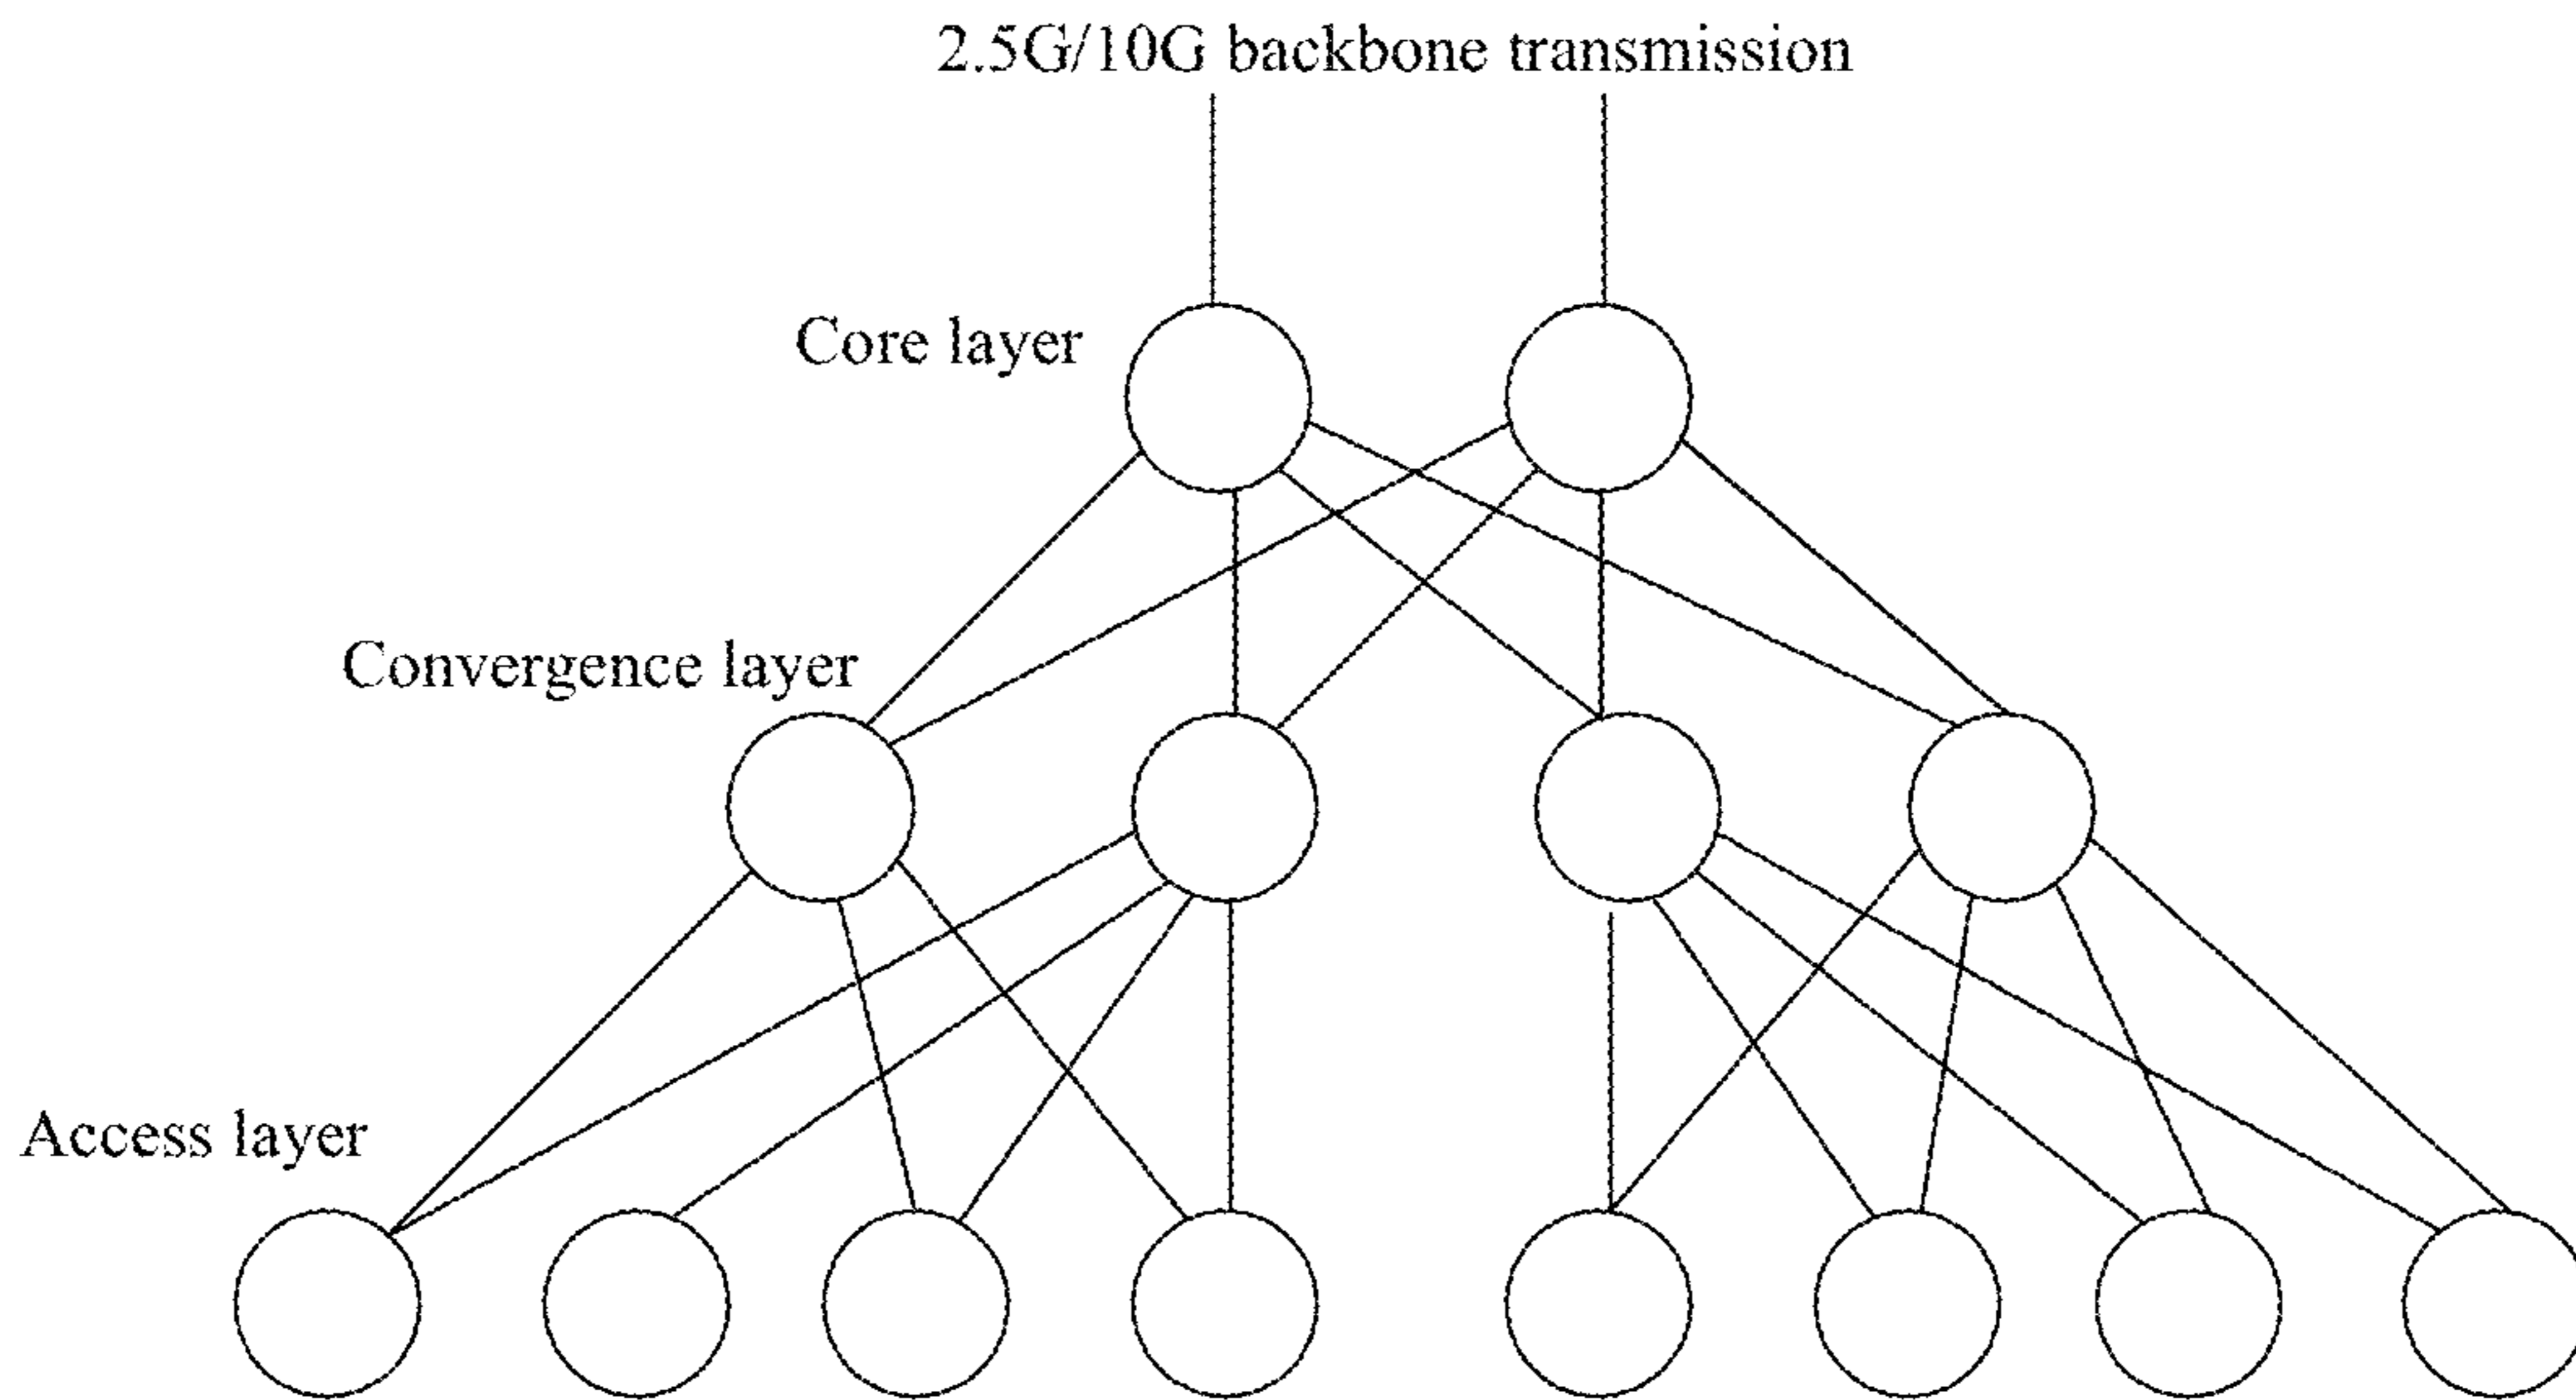 2.5G/10G backbone transmission
Core layer
Convergence layer
Access layer